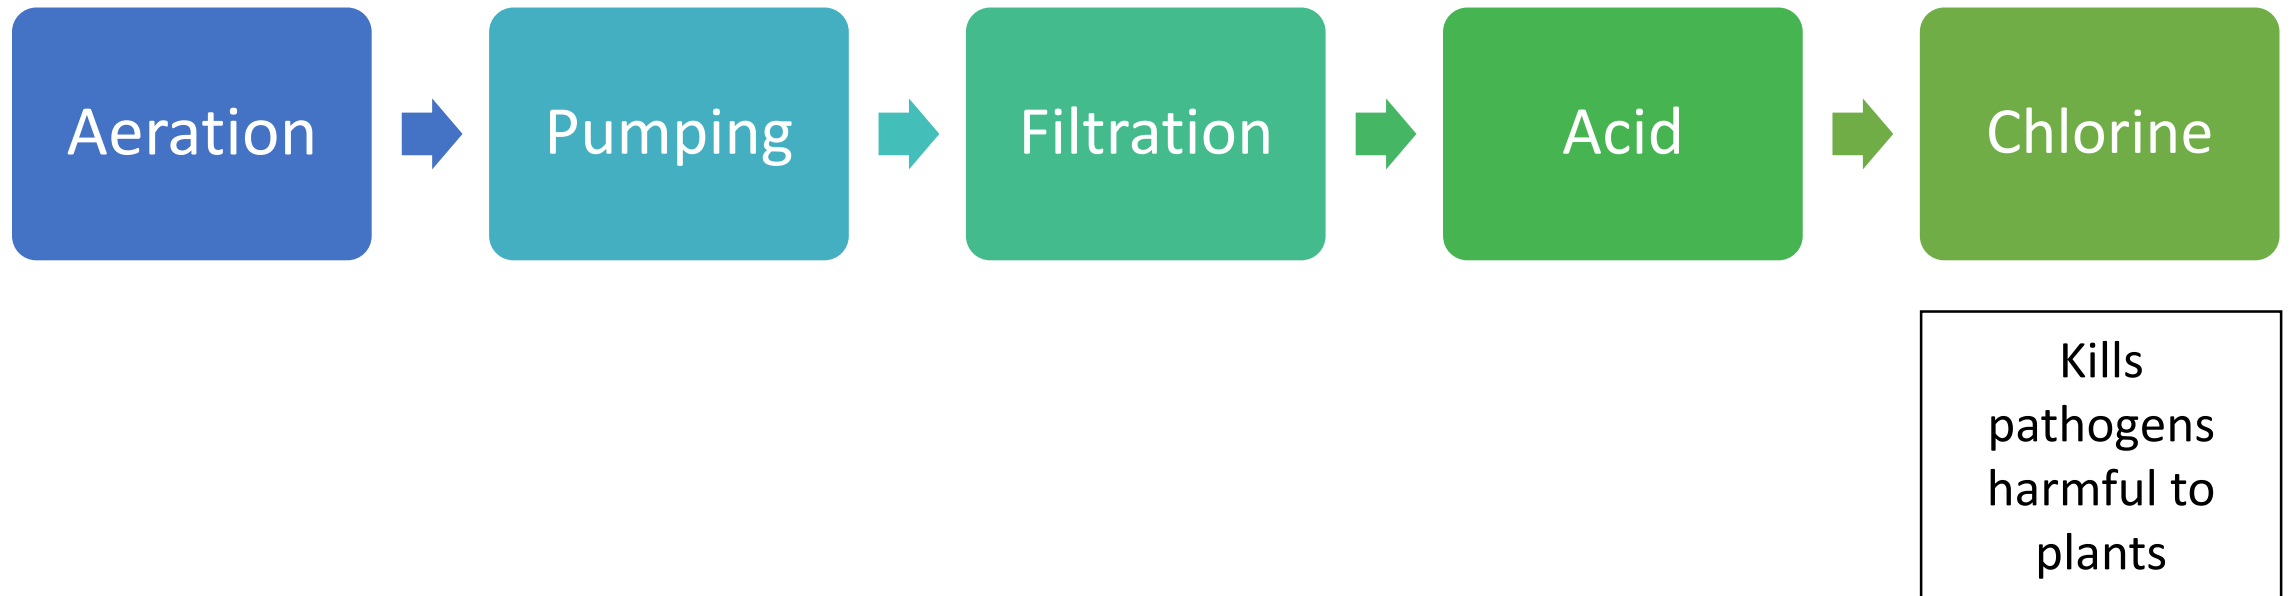 Aeration
Pumping
Filtration
Acid
Chlorine
Kills
pathogens
harmful to
plants